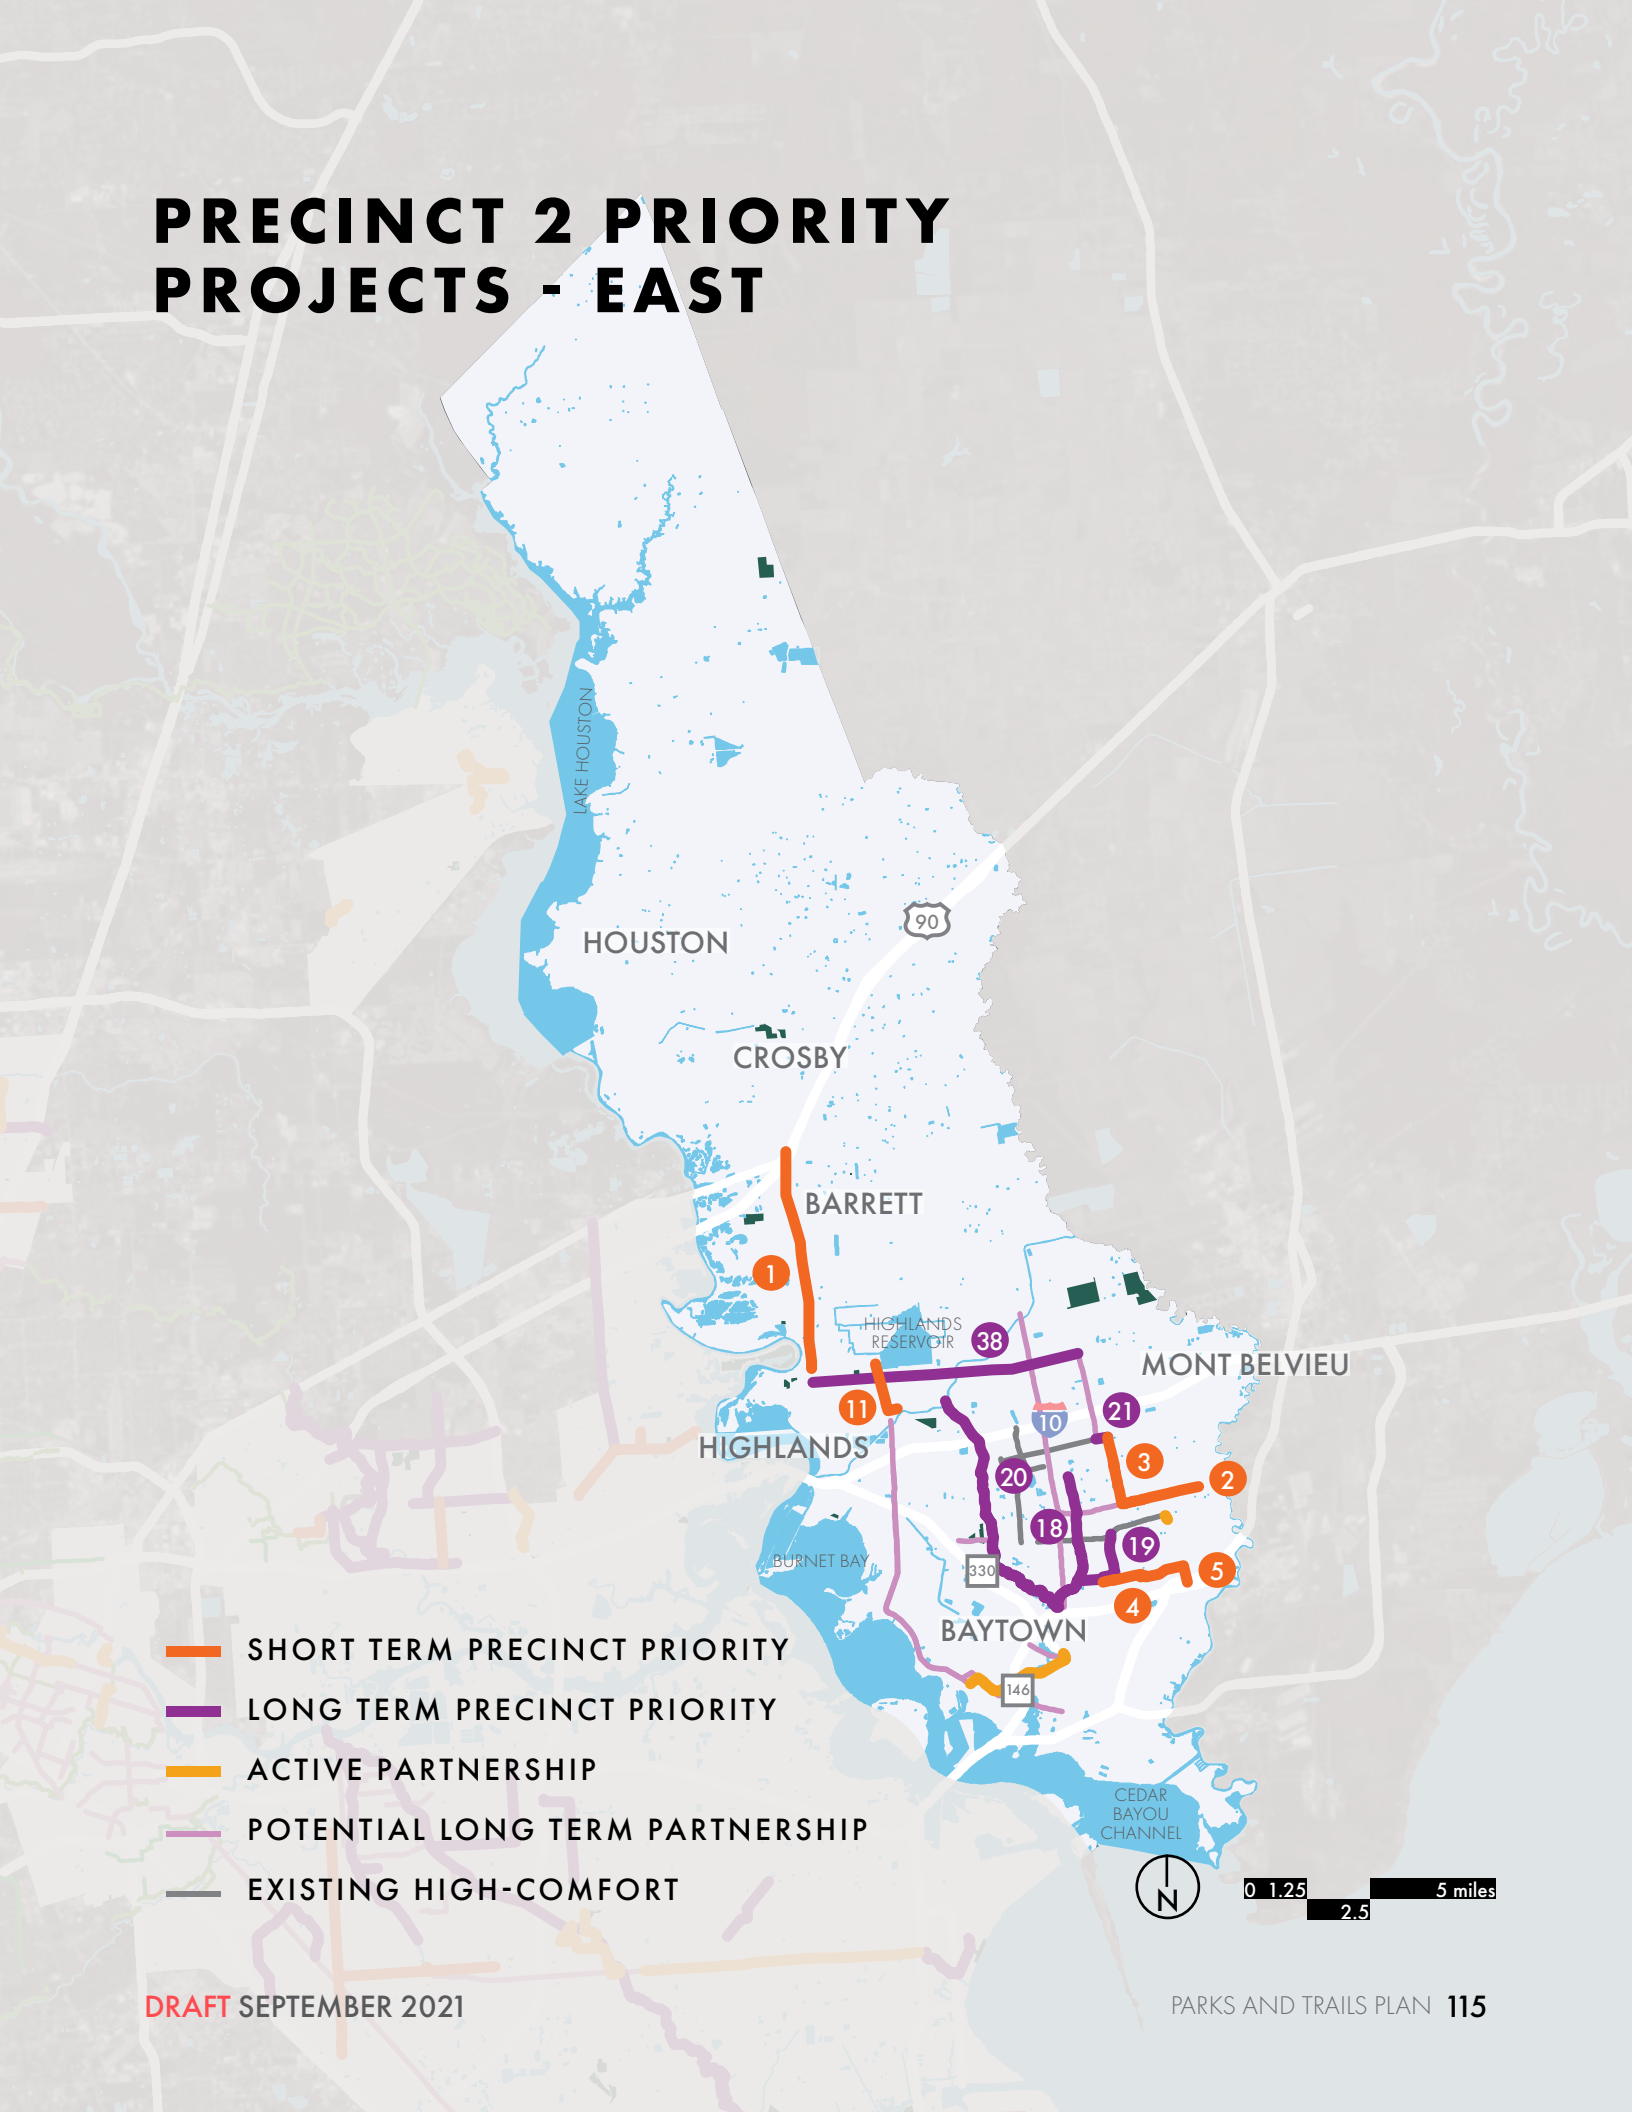 PRECINCT 2 PRIORITY
PROJECTS - EAST
LAKE HOUSTON
90
HOUSTON
CROSBY
BARRETT
1
HIGHLANDS
RESERVOIR
38
MONT BELVIEU
11
21
10
HIGHLANDS
3
20
2
18
19
BURNET BAY
330
5
4
BAYTOWN
146
SHORT TERM PRECINCT PRIORITY
LONG TERM PRECINCT PRIORITY
ACTIVE PARTNERSHIP
POTENTIAL LONG TERM PARTNERSHIP
EXISTING HIGH-COMFORT
CEDAR
BAYOU
CHANNEL
N
0 1.25 5 miles
2.5
DRAFT SEPTEMBER 2021
PARKS AND TRAILS PLAN 115